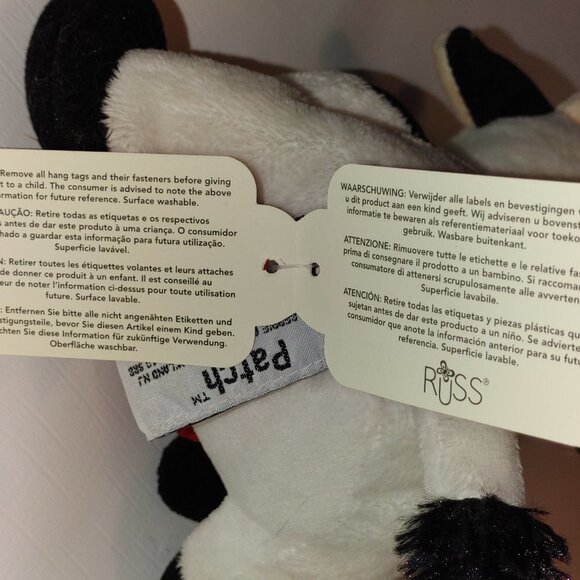 Remove all hang tags and their fasteners before giving
to a child. The consumer is advised to note the above
information for future reference. Surface washable.
AUÇÃO: Retire todas as etiquetas e os respectivos
s antes de dar este produto à uma criança. O consumidor
hado a guardar esta informação para futura utilização.
Superfície lavável.
N: Retirer toutes les étiquettes volantes et leurs attaches
de donner ce produit à un enfant. Il est conseillé au
eur de noter l'information ci-dessus pour toute utilisation
future. Surface lavable.
: Entfernen Sie bitte alle nicht angenähten Etiketten und
stigungsteile, bevor Sie diesen Artikel einem Kind geben.
chten Sie diese Information für zukünftige Verwendung.
Oberfläche waschbar.
WAARSCHUWING: Verwijder alle labels en bevestigingen
u dit product aan een kind geeft. Wij adviseren u bovenst
informatie te bewaren als referentiemateriaal voor toekom
gebruik. Wasbare buitenkant.
ATTENZIONE: Rimuovere tutte le etichette e le relative fas
prima di consegnare il prodotto a un bambino. Si raccoman
consumatore di attenersi scrupolosamente alle avverten
Superficie lavabile.
ATENCIÓN: Retire todas las etiquetas y piezas plásticas qu
sujetan antes de dar este producto a un niño. Se advierte
consumidor que anote la información anterior para su futu
referencia. Superficie lavable.
RUSS®
Patch™